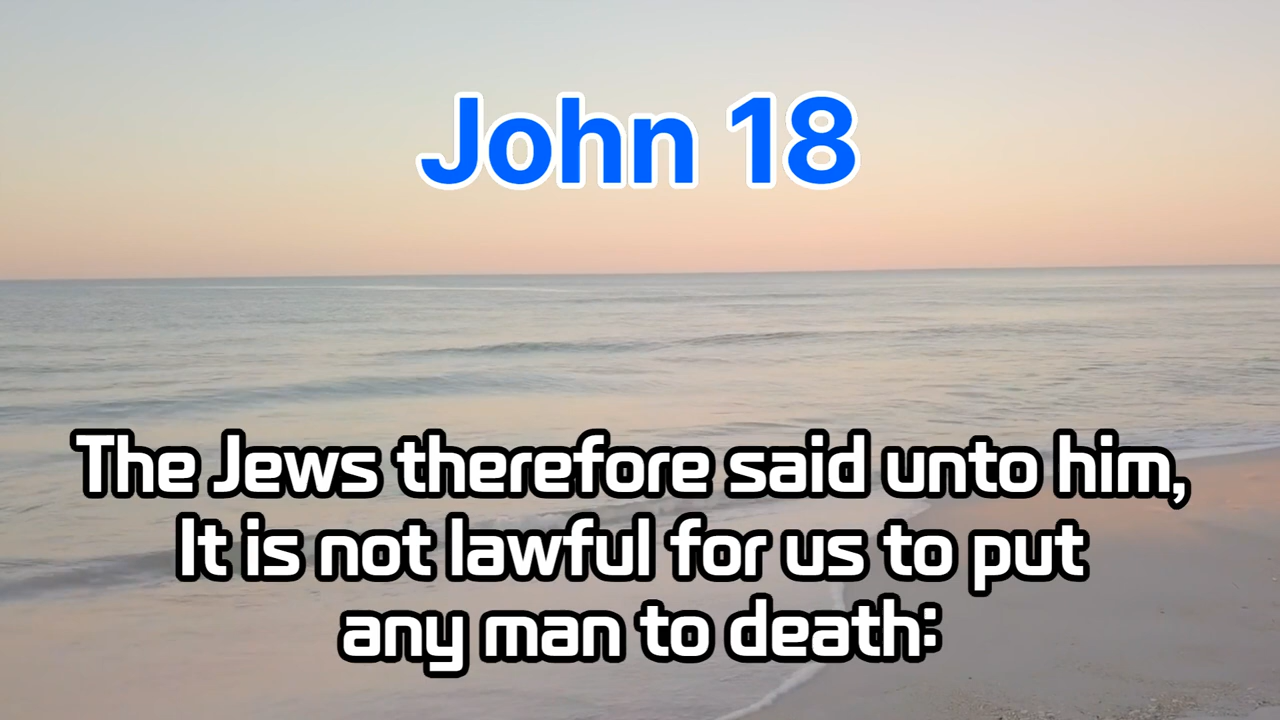 John 18
The Jews therefore said unto him,
It is not lawful for us to put
any man to death: